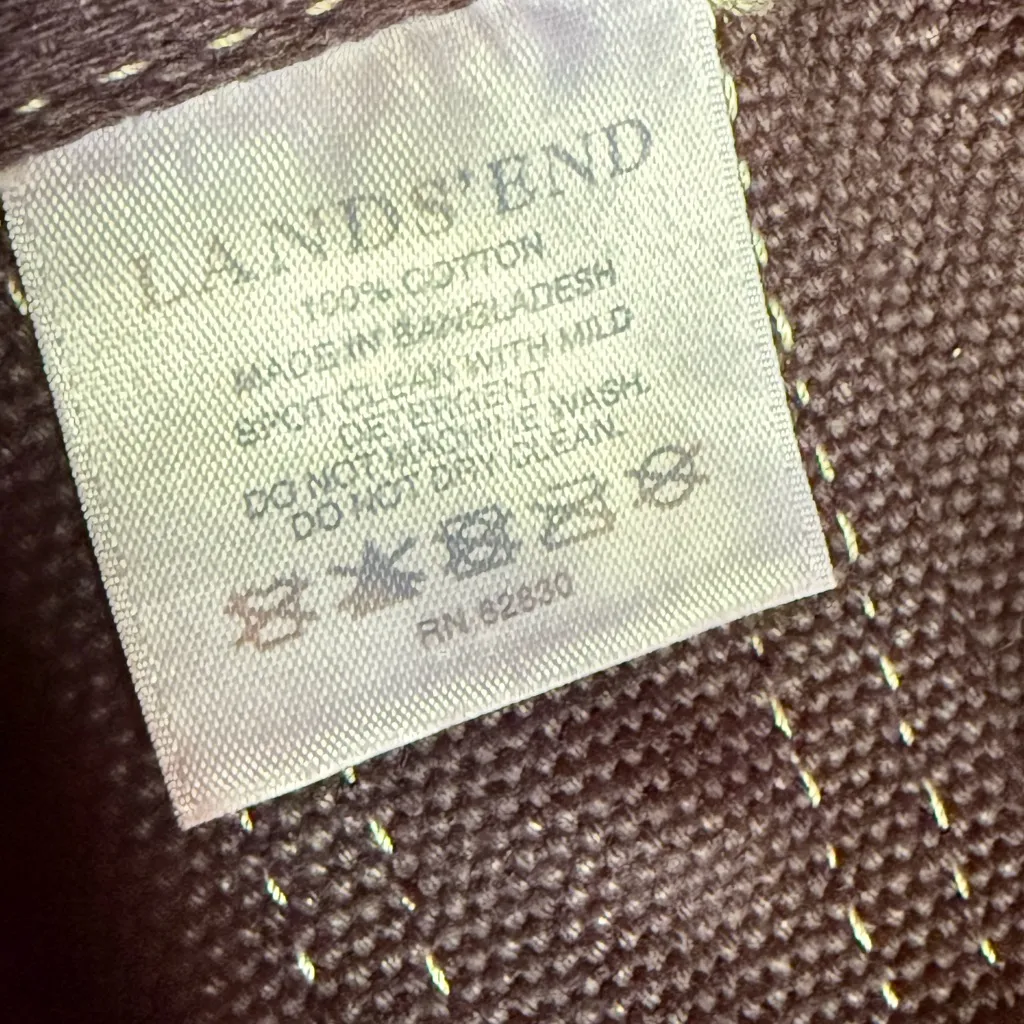 LANDS' END
100% COTTON
MADE IN BANGLADESH
SPOT CLEAN WITH MILD
DETERGENT.
DO NOT MACHINE WASH.
DO NOT DRY CLEAN.
RN 62830